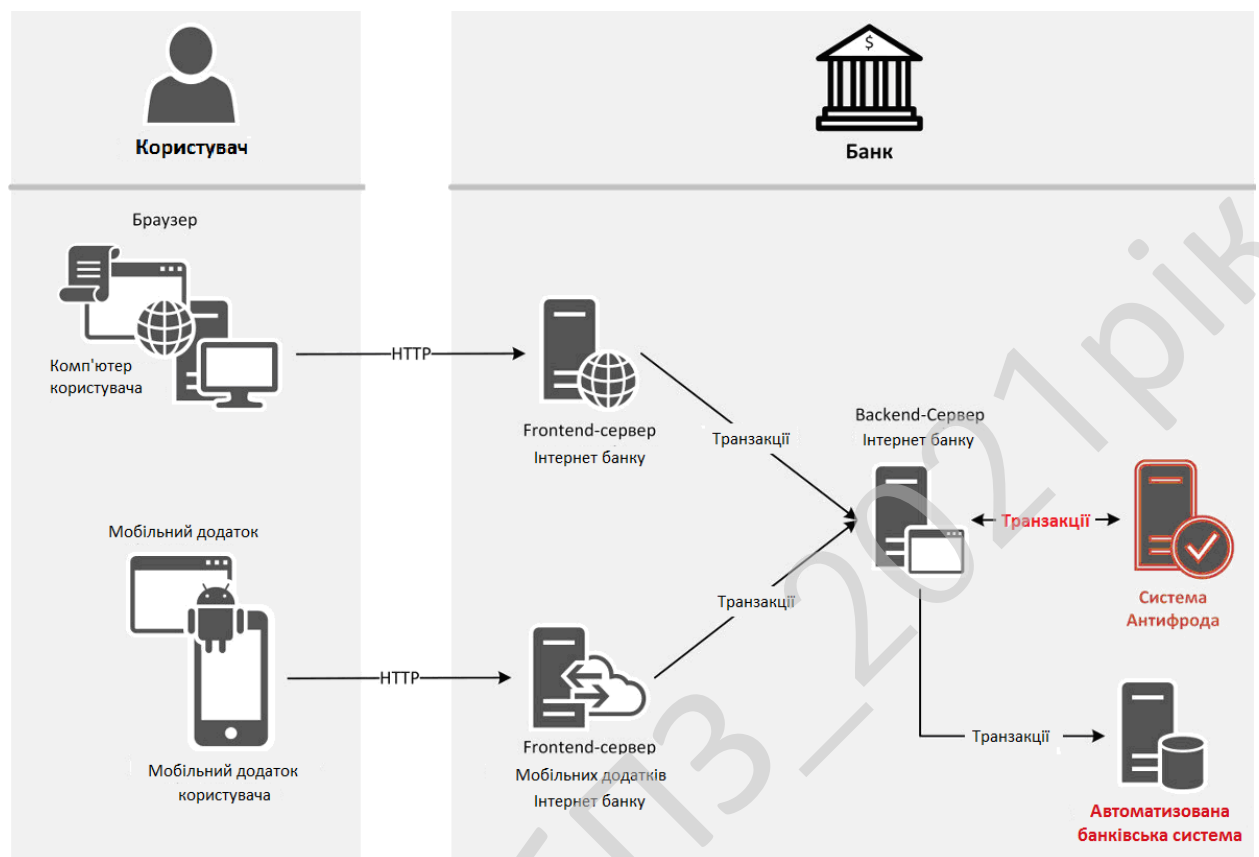 $
Користувач
Банк
Браузер
Комп'ютер
користувача
HTTP
Frontend-сервер
Інтернет банку
Транзакції
Backend-Сервер
Інтернет банку
Транзакції
Система
Антифрода
Мобільний додаток
Транзакції
HTTP
Мобільний додаток
користувача
Frontend-сервер
Мобільних додатків
Інтернет банку
Транзакції
Автоматизована
банківська система
ПЗ_2021рік